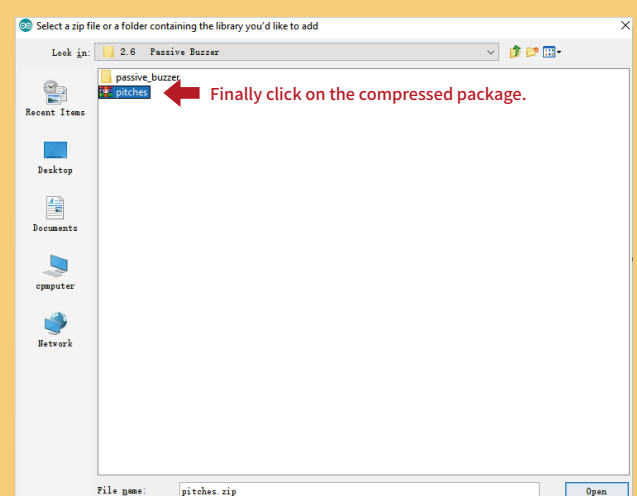 Select a zip file or a folder containing the library you'd like to add
Look in: 2.6 Passive Buzzer
passive_buzzer
pitches
Finally click on the compressed package.
Recent Items
Desktop
Documents
cpmputer
Network
File name: pitches.zip Open